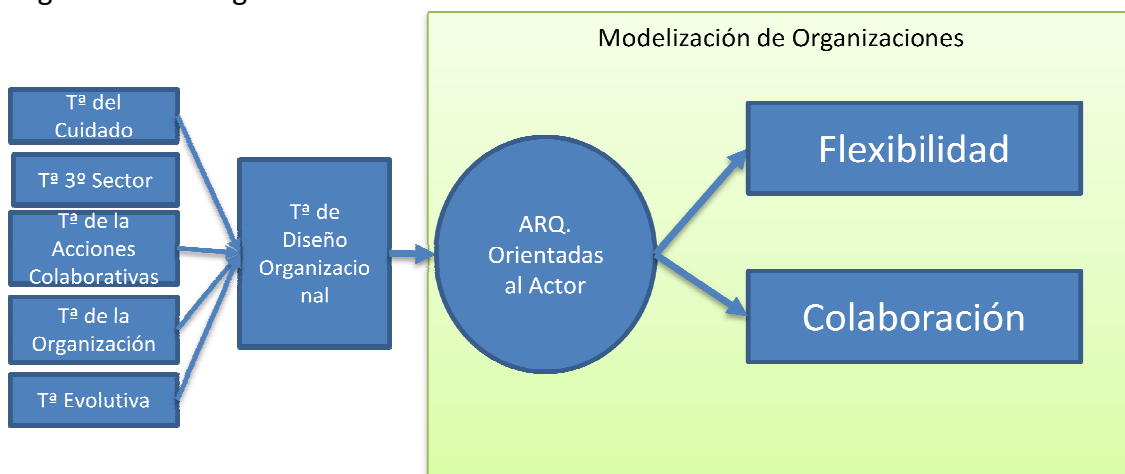 Modelización de Organizaciones
Tª del
Cuidado
Tª 3º Sector
Tª de la
Acciones
Colaborativas
Tª de la
Organización
Tª Evolutiva
Tª de
Diseño
Organizacio
nal
ARQ.
Orientadas
al Actor
Flexibilidad
Colaboración